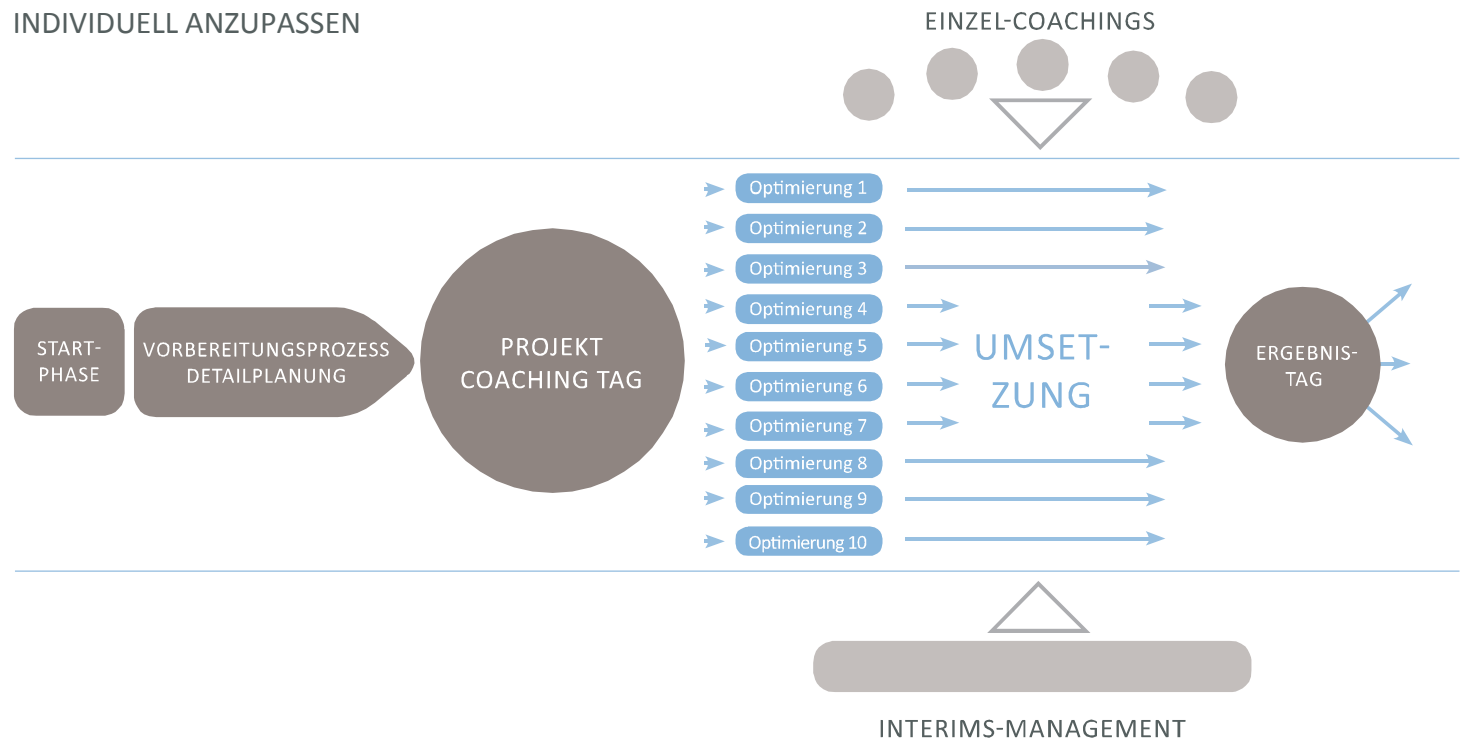 INDIVIDUELL ANZUPASSEN
EINZEL-COACHINGS
START-
PHASE
VORBEREITUNGSPROZESS
DETAILPLANUNG
PROJEKT
COACHING TAG
Optimierung 1
Optimierung 2
Optimierung 3
Optimierung 4
Optimierung 5
Optimierung 6
Optimierung 7
Optimierung 8
Optimierung 9
Optimierung 10
UMSET-
ZUNG
ERGEBNIS-
TAG
INTERIMS-MANAGEMENT